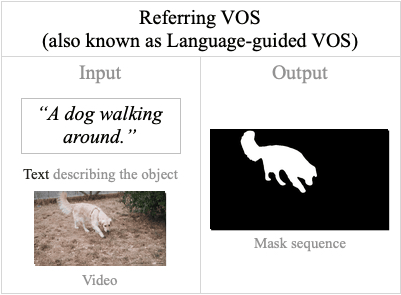 Referring VOS
(also known as Language-guided VOS)
Input
Output
“A dog walking
around.”
Text describing the object
Video
Mask sequence